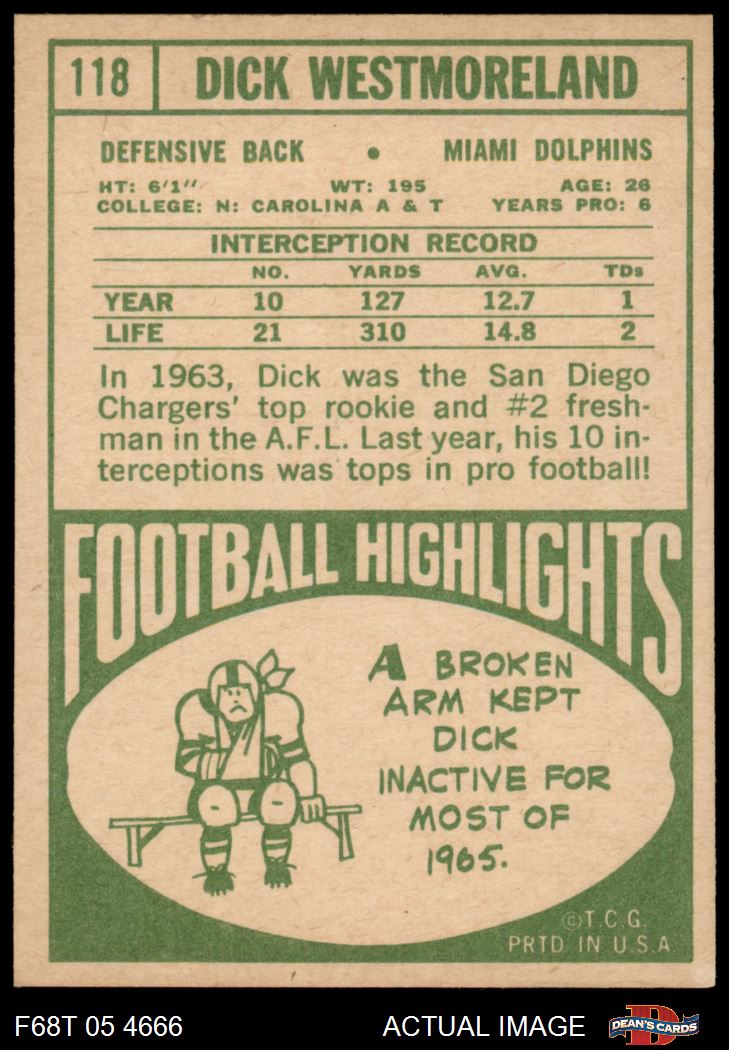 118 DICK WESTMORELAND
DEFENSIVE BACK • MIAMI DOLPHINS
HT: 6'1" WT: 195 AGE: 26
COLLEGE: N: CAROLINA A & T YEARS PRO: 6
INTERCEPTION RECORD
NO. YARDS AVG. TDs
YEAR 10 127 12.7 1
LIFE 21 310 14.8 2
In 1963, Dick was the San Diego
Chargers' top rookie and #2 fresh-
man in the A.F.L. Last year, his 10 in-
terceptions was tops in pro football!
FOOTBALL HIGHLIGHTS
A BROKEN
ARM KEPT
DICK
INACTIVE FOR
MOST OF
1965.
©T.C.G.
PRTD IN U.S.A.
F68T 05 4666 ACTUAL IMAGE DEAN'S CARDS